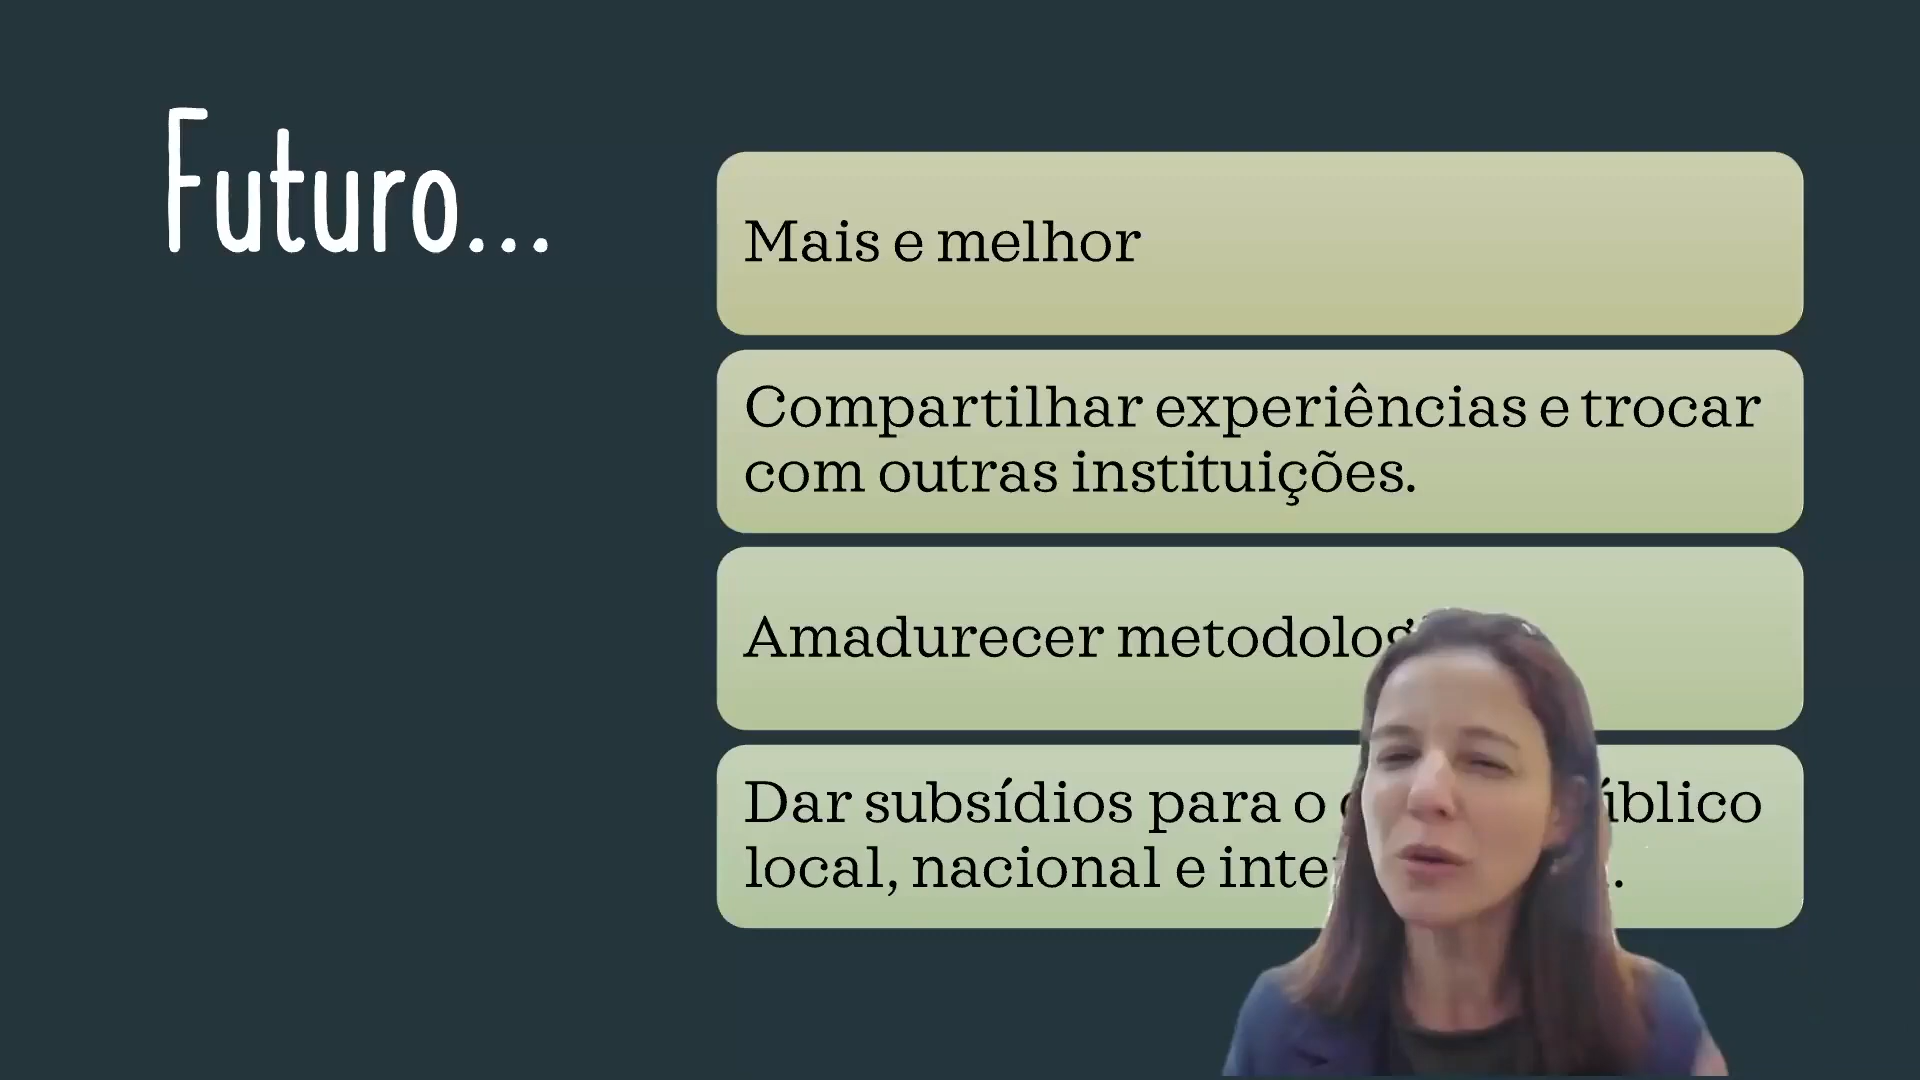 Futuro...
Mais e melhor
Compartilhar experiências e trocar
com outras instituições.
Amadurecer
Dar subsídios para o
local, nacional e